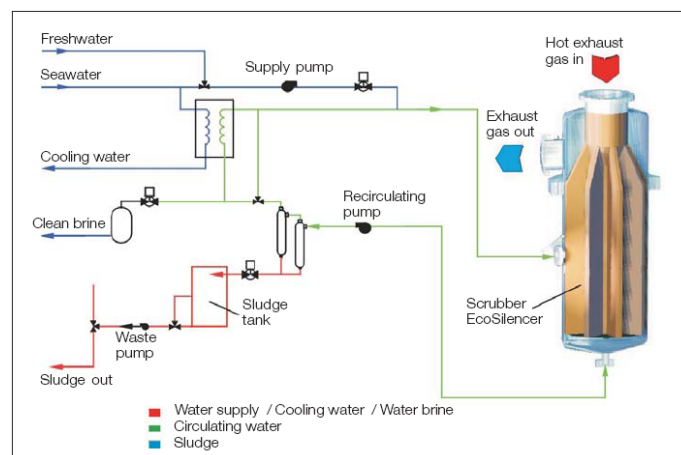 Freshwater
Seawater
Supply pump
Hot exhaust
gas in
Exhaust
gas out
Cooling water
Clean brine
Recirculating
pump
Sludge
tank
Scrubber
EcoSilencer
Waste
pump
Sludge out
Water supply / Cooling water / Water brine
Circulating water
Sludge